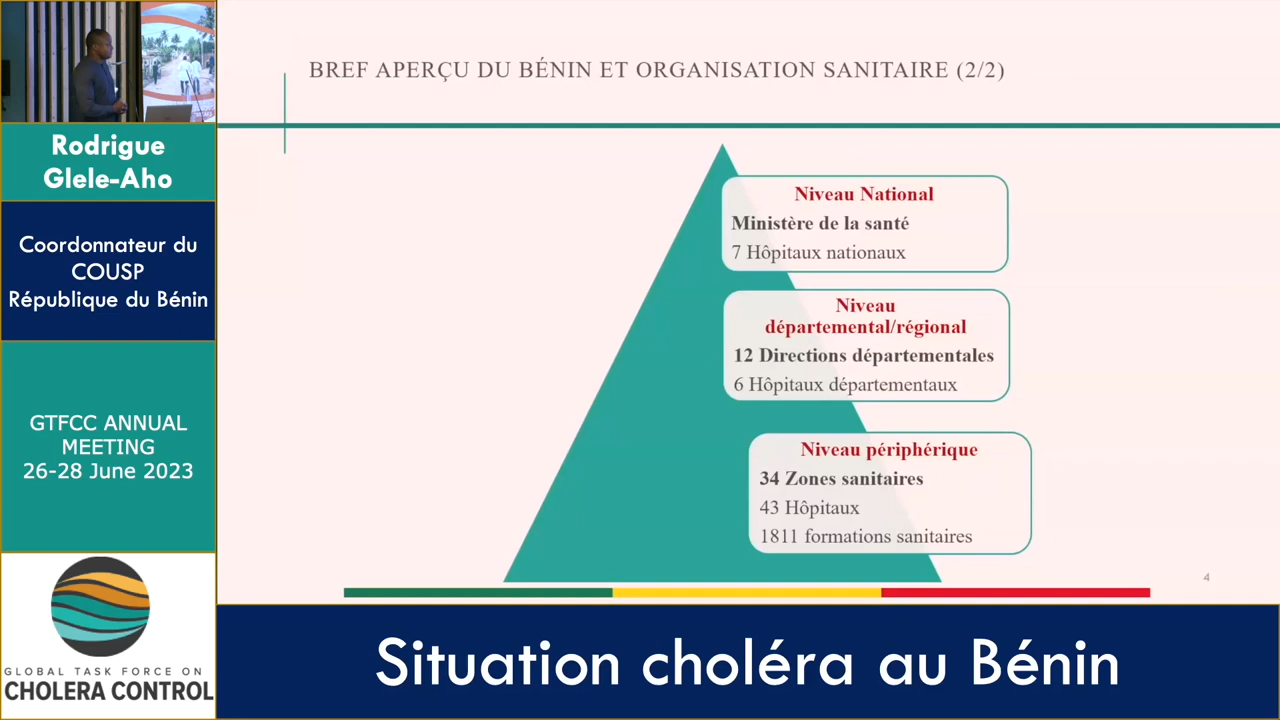 Rodrigue
Glele-Aho
Coordonnateur du
COUSP
République du Bénin
GTFCC ANNUAL
MEETING
26-28 June 2023
GLOBAL TASK FORCE ON
CHOLERA CONTROL
BREF APERÇU DU BÉNIN ET ORGANISATION SANITAIRE (2/2)
Niveau National
Ministère de la santé
7 Hôpitaux nationaux
Niveau
départemental/régional
12 Directions départementales
6 Hôpitaux départementaux
Niveau périphérique
34 Zones sanitaires
43 Hôpitaux
1811 formations sanitaires
4
Situation choléra au Bénin